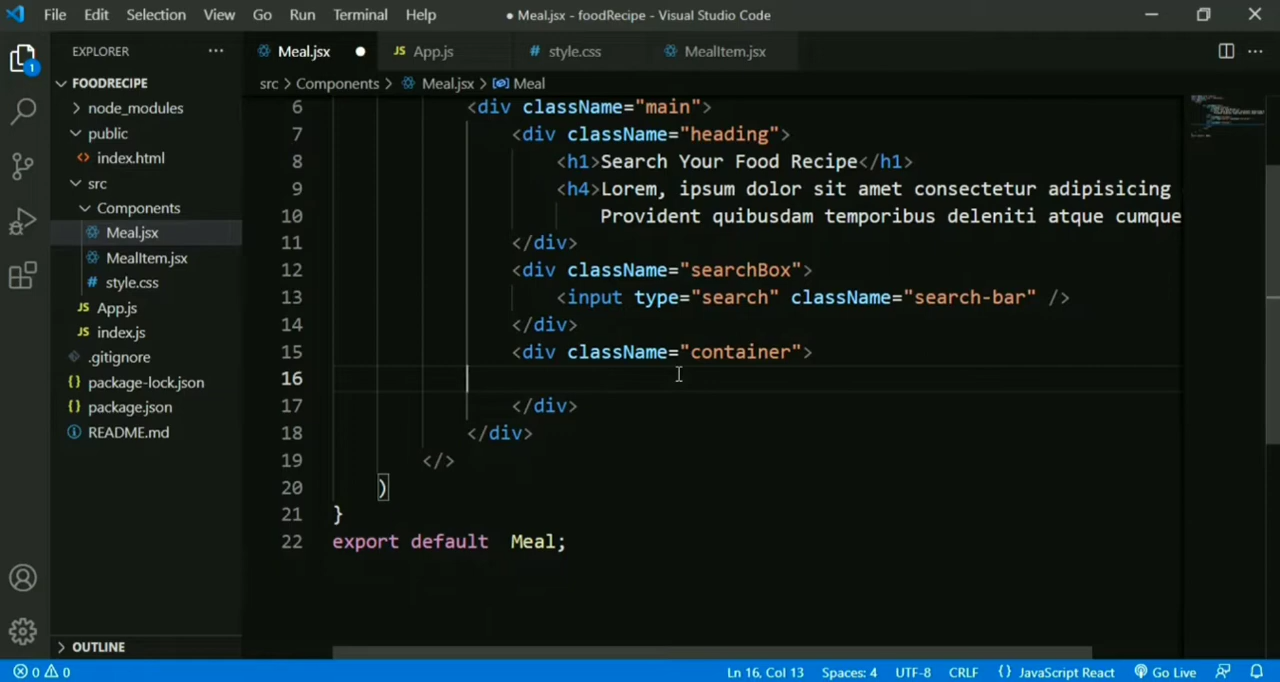 File Edit Selection View Go Run Terminal Help
● Meal.jsx - foodRecipe - Visual Studio Code
EXPLORER
Meal.jsx
JS App.js
# style.css
MealItem.jsx
FOODRECIPE
src > Components > Meal.jsx > Meal
1
node_modules
public
<> index.html
src
Components
Meal.jsx
MealItem.jsx
# style.css
JS App.js
JS index.js
.gitignore
{} package-lock.json
{} package.json
README.md
OUTLINE
6 <div className="main">
7 <div className="heading">
8 <h1>Search Your Food Recipe</h1>
9 <h4>Lorem, ipsum dolor sit amet consectetur adipisicing
10 Provident quibusdam temporibus deleniti atque cumque
11 </div>
12 <div className="searchBox">
13 <input type="search" className="search-bar" />
14 </div>
15 <div className="container">
16
17 </div>
18 </div>
19 </>
20 )
21 }
22 export default  Meal;
0 0 Ln 16, Col 13 Spaces: 4 UTF-8 CRLF {} JavaScript React Go Live